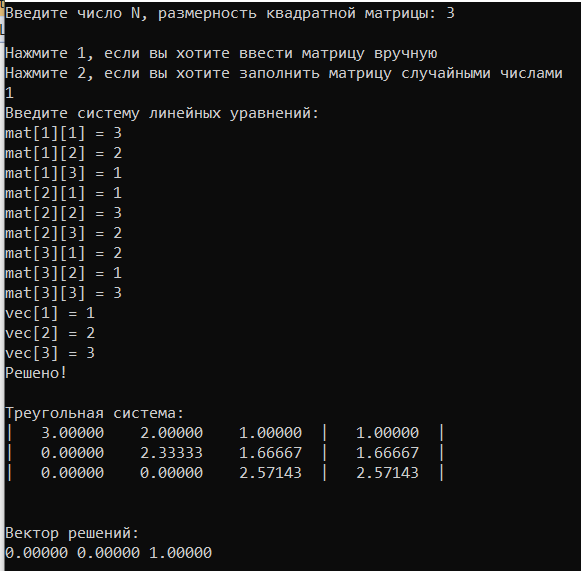 Введите число N, размерность квадратной матрицы: 3
Нажмите 1, если вы хотите ввести матрицу вручную
Нажмите 2, если вы хотите заполнить матрицу случайными числами
1
Введите систему линейных уравнений:
mat[1][1] = 3
mat[1][2] = 2
mat[1][3] = 1
mat[2][1] = 1
mat[2][2] = 3
mat[2][3] = 2
mat[3][1] = 2
mat[3][2] = 1
mat[3][3] = 3
vec[1] = 1
vec[2] = 2
vec[3] = 3
Решено!
Треугольная система:
| 3.00000 2.00000 1.00000 | 1.00000 |
| 0.00000 2.33333 1.66667 | 1.66667 |
| 0.00000 0.00000 2.57143 | 2.57143 |
Вектор решений:
0.00000 0.00000 1.00000